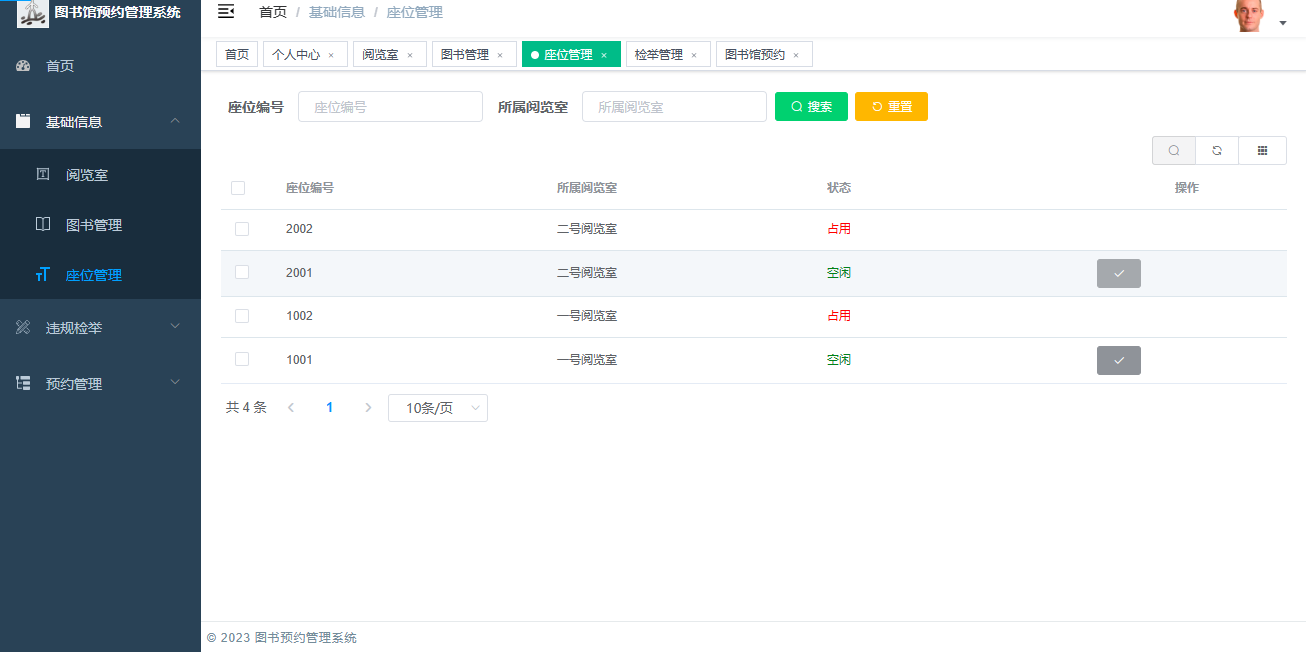 图书馆预约管理系统
首页 / 基础信息 / 座位管理
首页
基础信息
阅览室
图书管理
座位管理
违规检举
预约管理
首页 个人中心 × 阅览室 × 图书管理 × 座位管理 × 检举管理 × 图书馆预约 ×
座位编号 座位编号 所属阅览室 所属阅览室 搜索 重置
座位编号 所属阅览室 状态 操作
2002 二号阅览室 占用
2001 二号阅览室 空闲
1002 一号阅览室 占用
1001 一号阅览室 空闲
共 4 条 1 10条/页
© 2023 图书预约管理系统